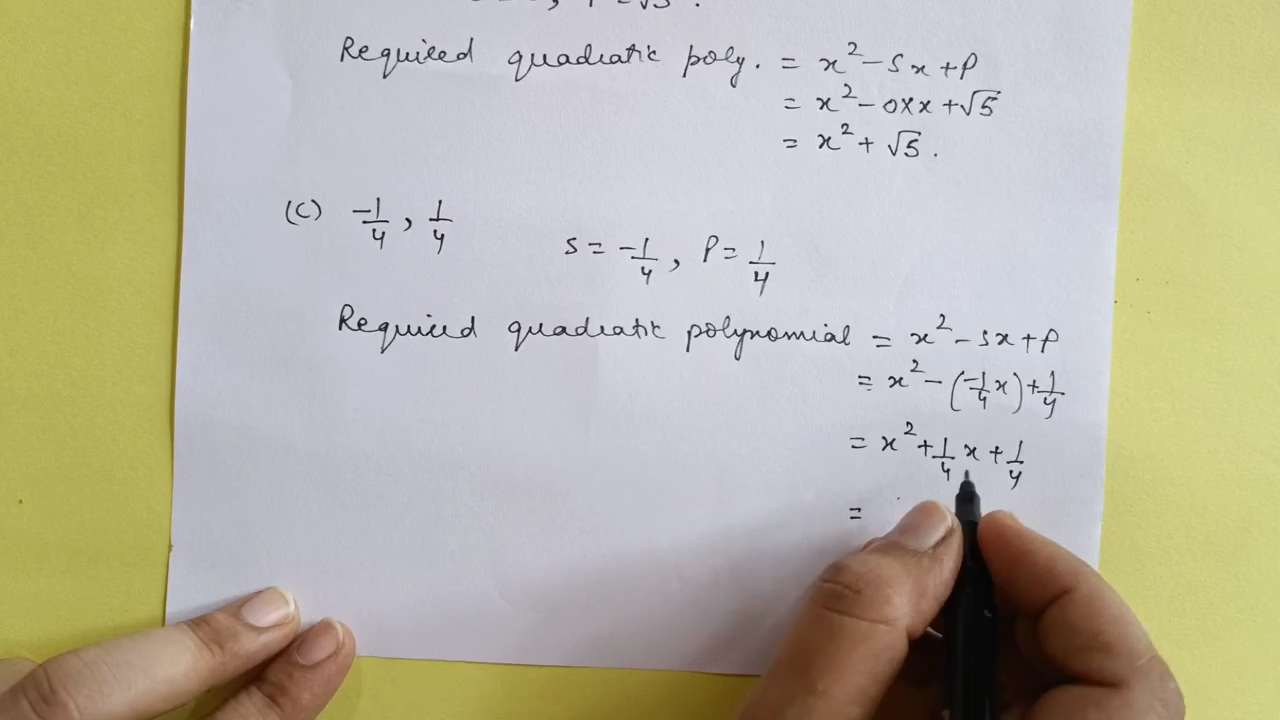 P = √5 .
Required quadratic poly. = x² - Sx + P
= x² - 0×x + √5
= x² + √5 .
(C) -1/4 , 1/4
S = -1/4 , P = 1/4
Required quadratic polynomial = x² - Sx + P
= x² - (-1/4 x) + 1/4
= x² + 1/4 x + 1/4
=